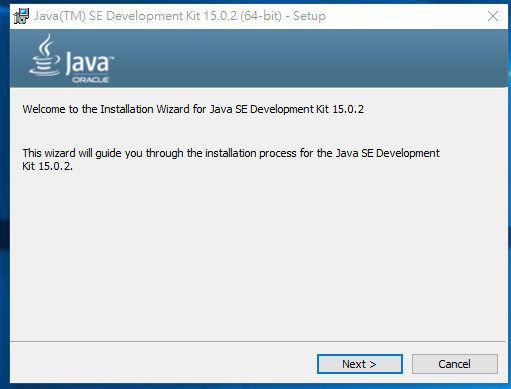 Java(TM) SE Development Kit 15.0.2 (64-bit) - Setup
Java™
ORACLE
Welcome to the Installation Wizard for Java SE Development Kit 15.0.2
This wizard will guide you through the installation process for the Java SE Development
Kit 15.0.2.
Next >
Cancel